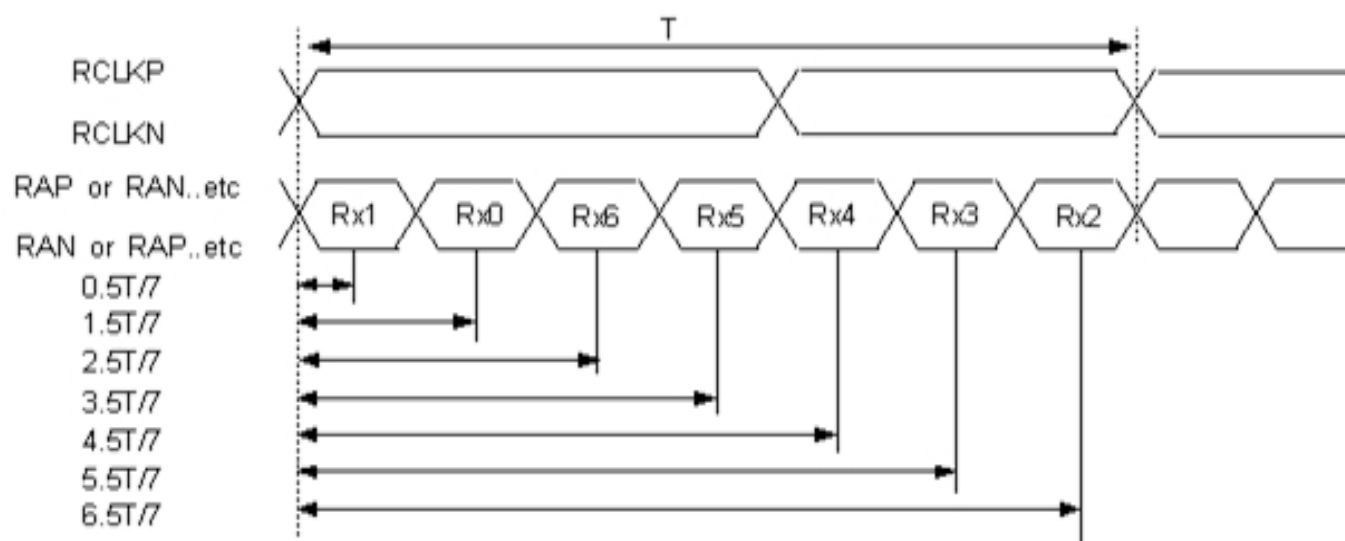 T
RCLKP
RCLKN
RAP or RAN..etc
Rx1 Rx0 Rx6 Rx5 Rx4 Rx3 Rx2
RAN or RAP..etc
0.5T/7
1.5T/7
2.5T/7
3.5T/7
4.5T/7
5.5T/7
6.5T/7